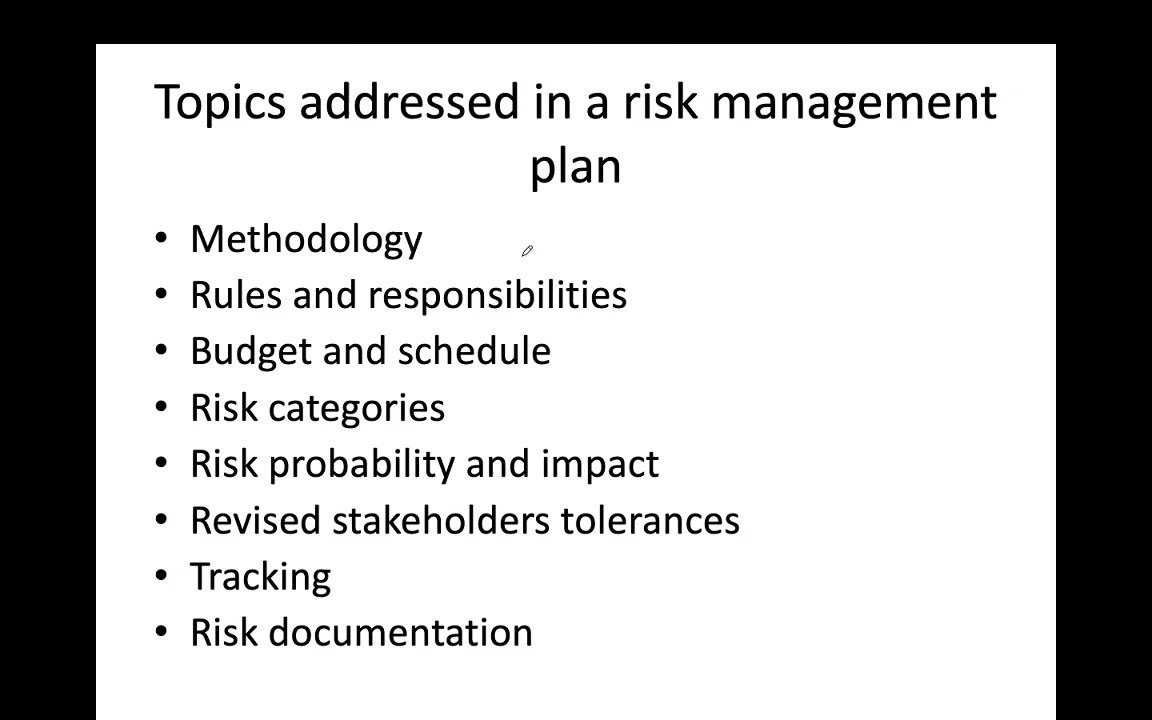 Topics addressed in a risk management
plan
• Methodology
• Rules and responsibilities
• Budget and schedule
• Risk categories
• Risk probability and impact
• Revised stakeholders tolerances
• Tracking
• Risk documentation